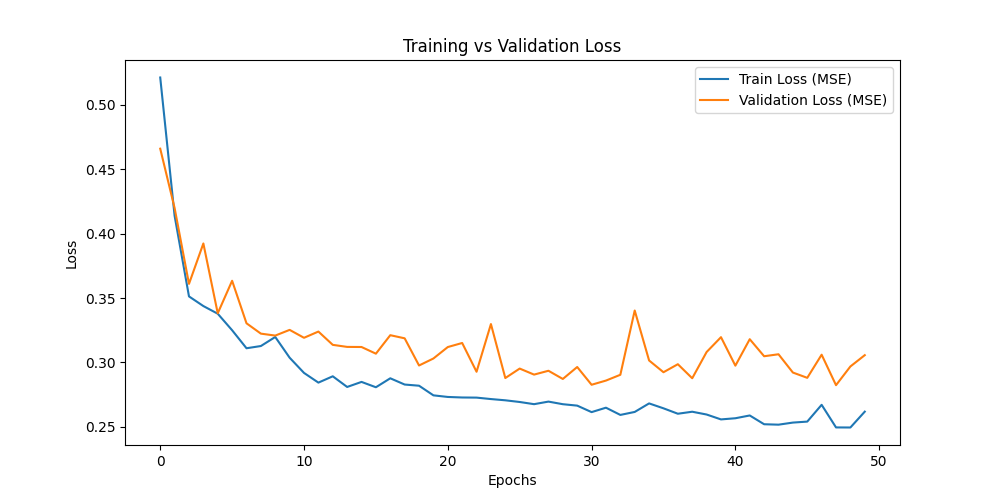 Training vs Validation Loss
Train Loss (MSE)
Validation Loss (MSE)
0.50
0.45
0.40
0.35
0.30
0.25
Loss
0 10 20 30 40 50
Epochs